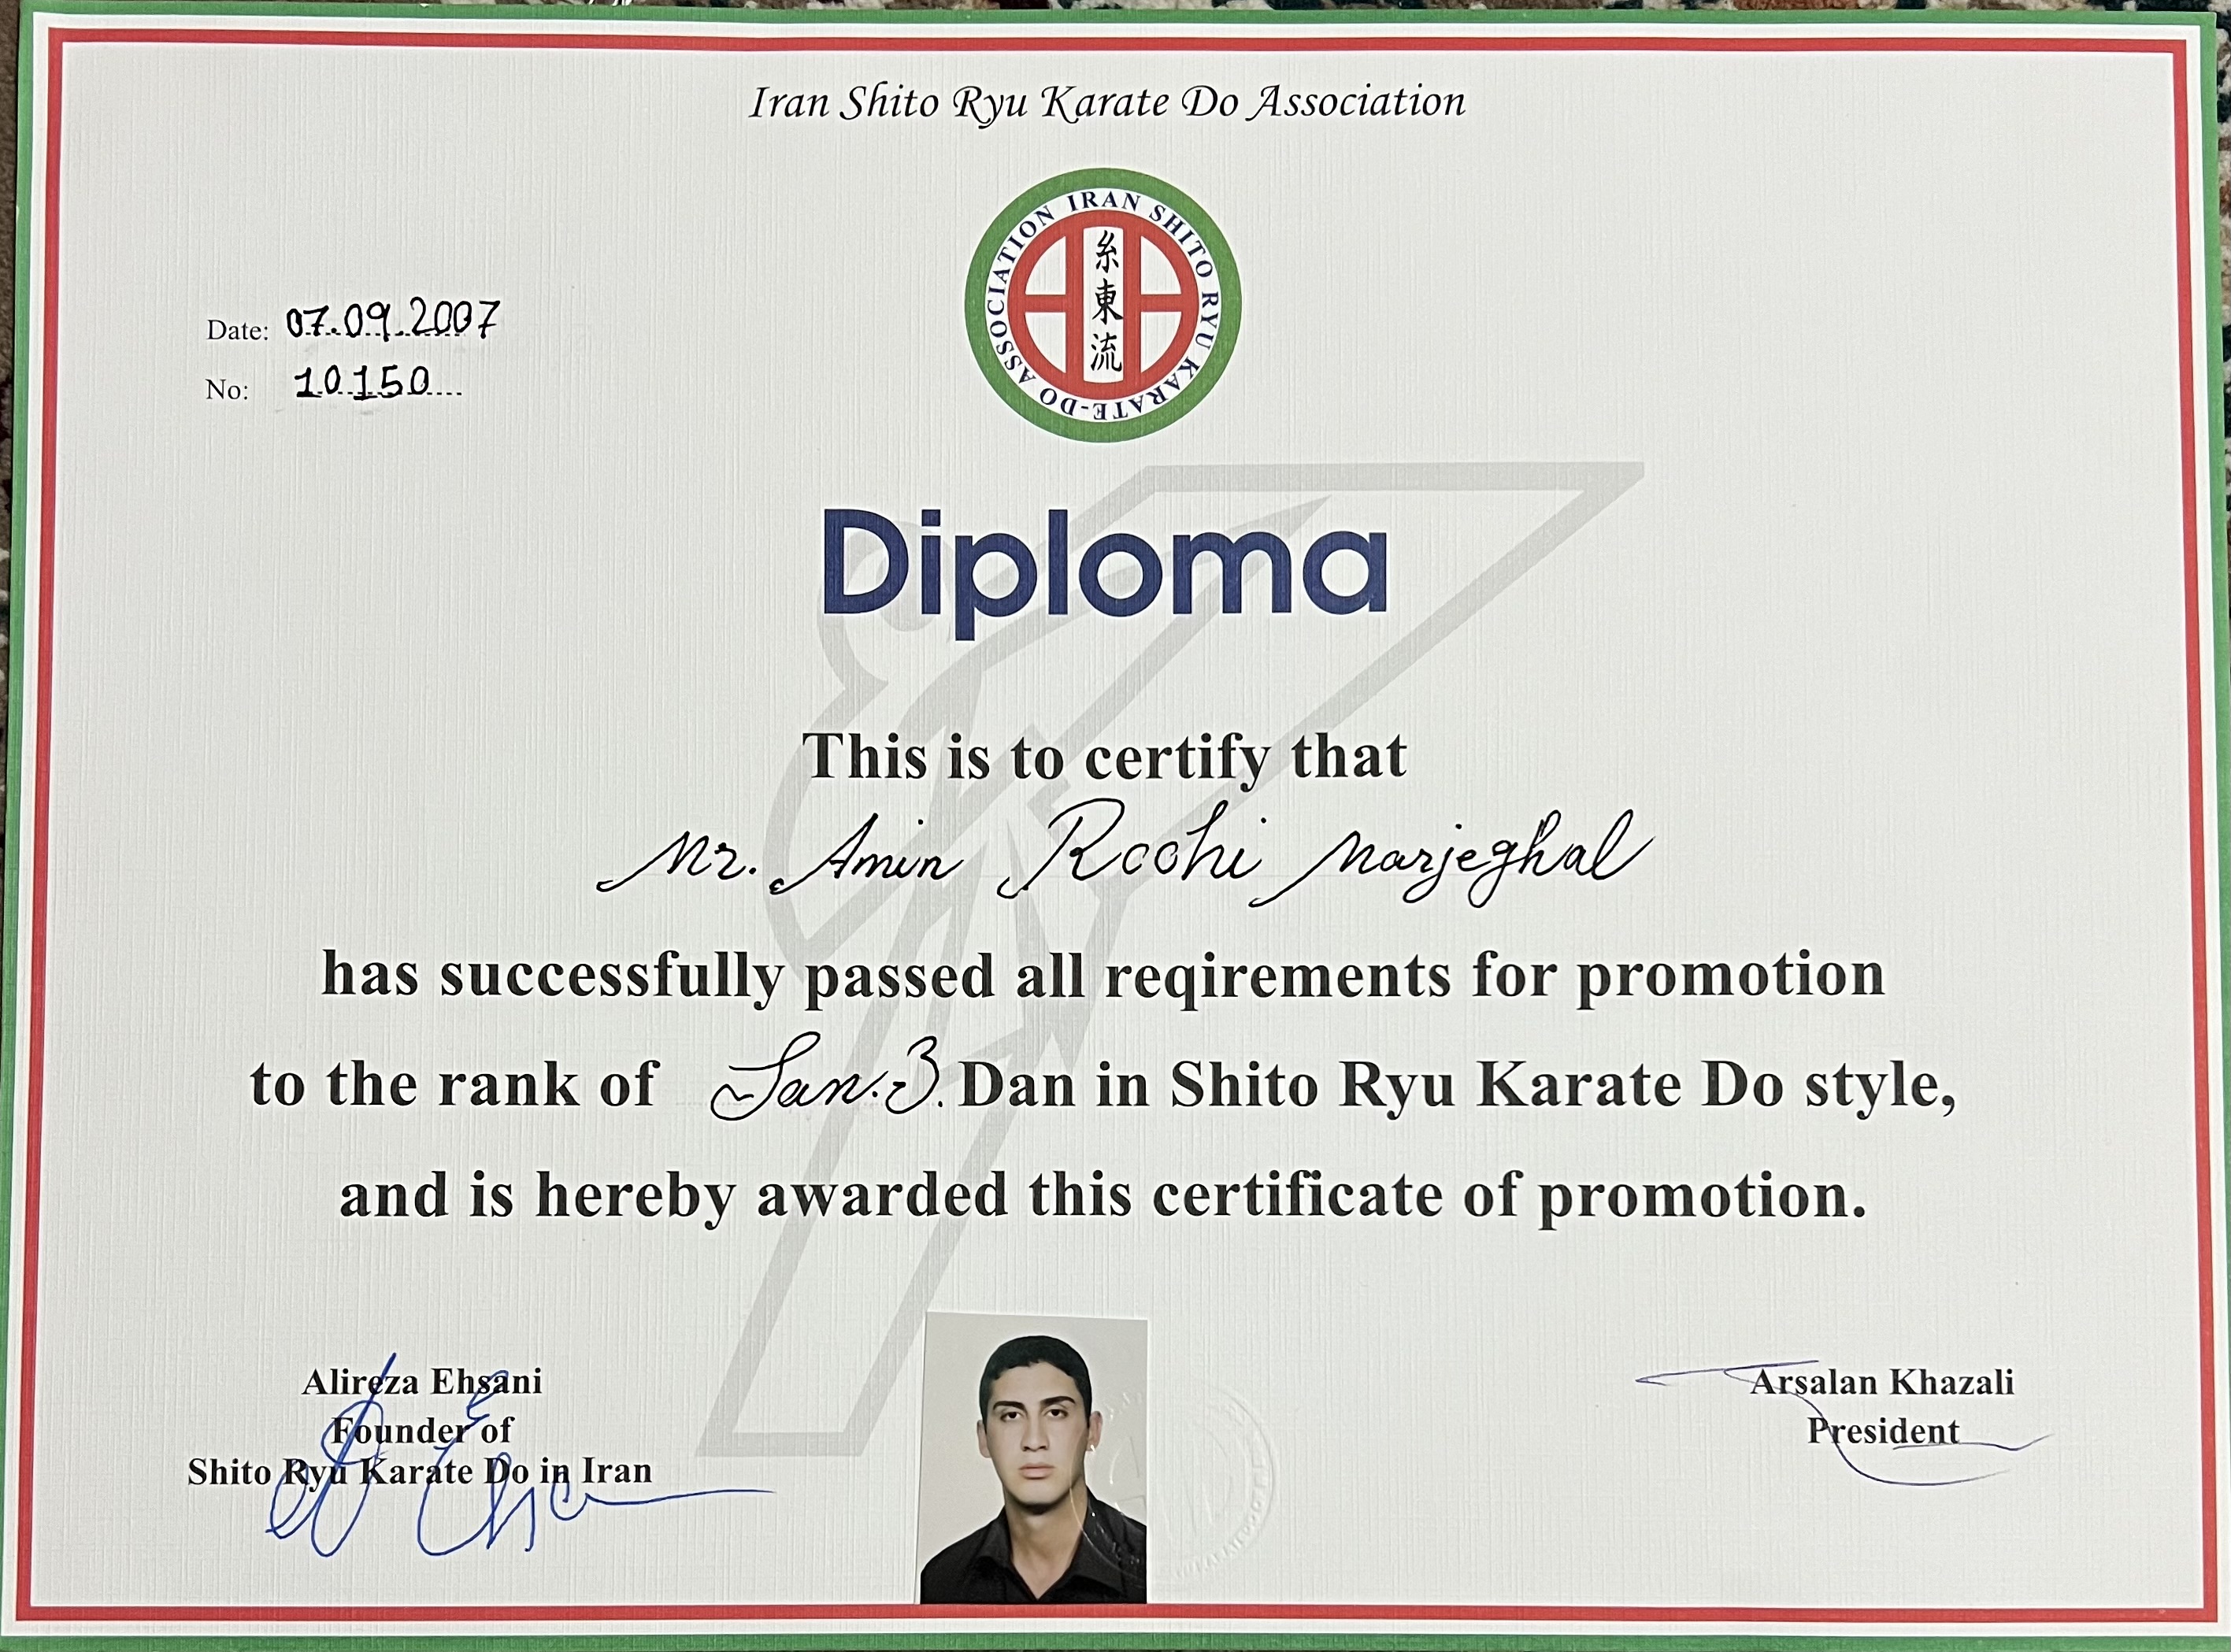 Iran Shito Ryu Karate Do Association
IRAN SHITO RYU KARATE-DO ASSOCIATION
糸東流
Date: 07.09.2007
No: 10150
Diploma
This is to certify that
Mr. Amin Roohi Marjeghal
has successfully passed all reqirements for promotion
to the rank of San.3. Dan in Shito Ryu Karate Do style,
and is hereby awarded this certificate of promotion.
Alireza Ehsani
Founder of
Shito Ryu Karate Do in Iran
Arsalan Khazali
President